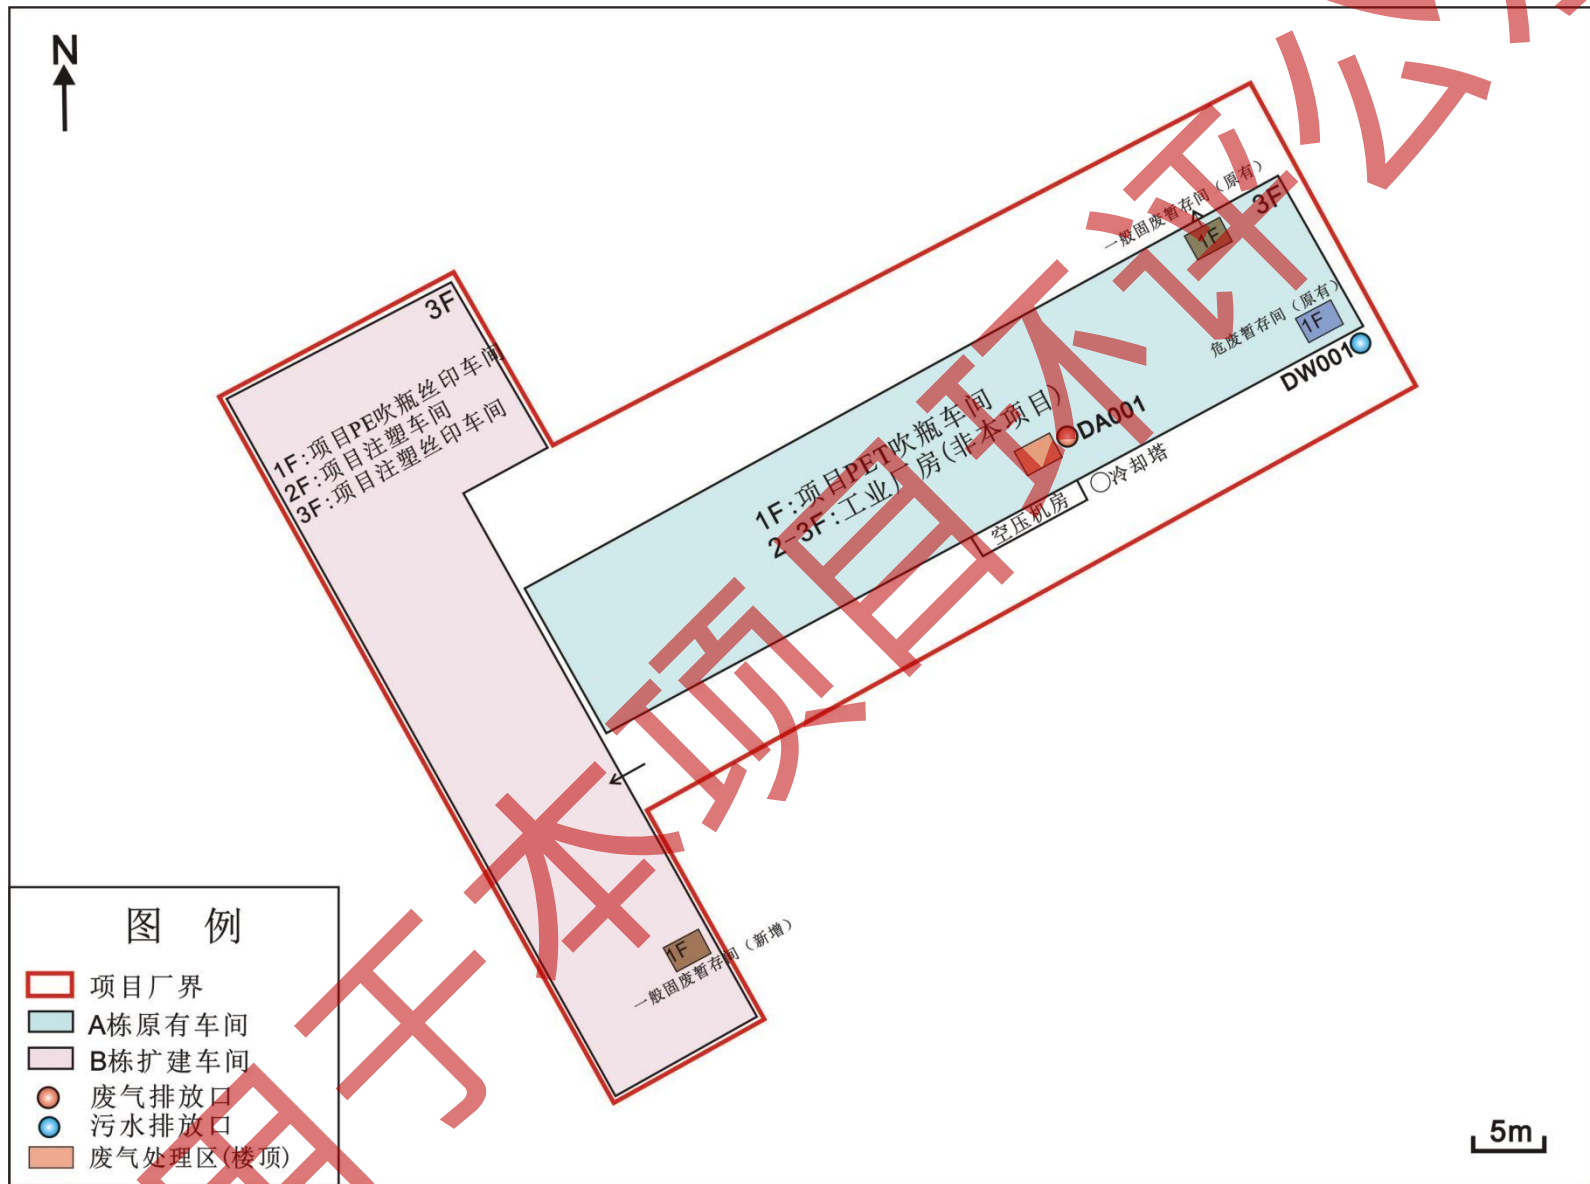 N
3F
1F:项目PE吹瓶丝印车间
2F:项目注塑车间
3F:项目注塑丝印车间
一般固废暂存间（原有）
1F
3F
危废暂存间（原有）
1F
DW001
1F:项目PET吹瓶车间
2-3F:工业厂房(非本项目)
DA001
冷却塔
空压机房
1F
一般固废暂存间（新增）
图 例
项目厂界
A栋原有车间
B栋扩建车间
废气排放口
污水排放口
废气处理区(楼顶)
5m
用于本项目环评公